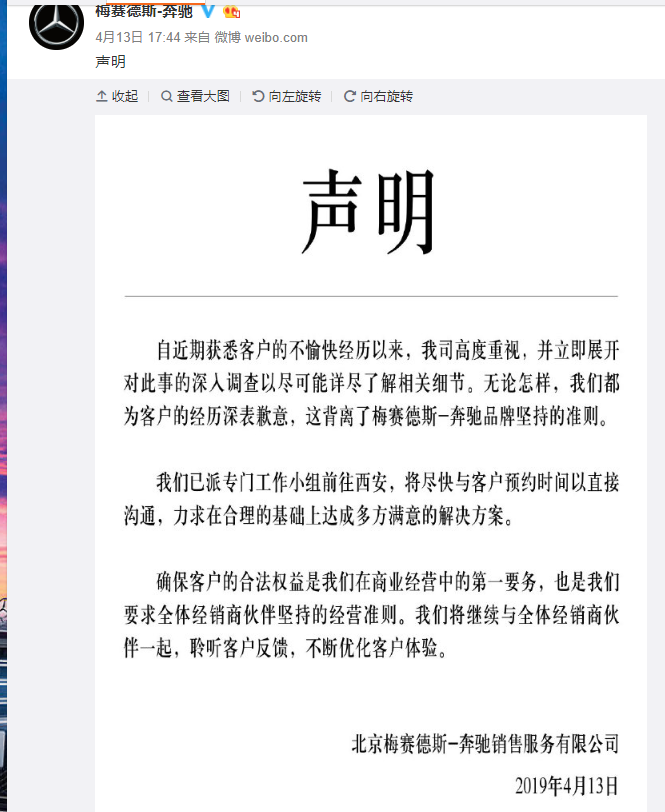 梅赛德斯-奔驰
4月13日 17:44 来自 微博 weibo.com
声明
收起
查看大图
向左旋转
向右旋转
声明
自近期获悉客户的不愉快经历以来，我司高度重视，并立即展开
对此事的深入调查以尽可能详尽了解相关细节。无论怎样，我们都
为客户的经历深表歉意，这背离了梅赛德斯-奔驰品牌坚持的准则。
我们已派专门工作小组前往西安，将尽快与客户预约时间以直接
沟通，力求在合理的基础上达成多方满意的解决方案。
确保客户的合法权益是我们在商业经营中的第一要务，也是我们
要求全体经销商伙伴坚持的经营准则。我们将继续与全体经销商伙
伴一起，聆听客户反馈，不断优化客户体验。
北京梅赛德斯-奔驰销售服务有限公司
2019年4月13日